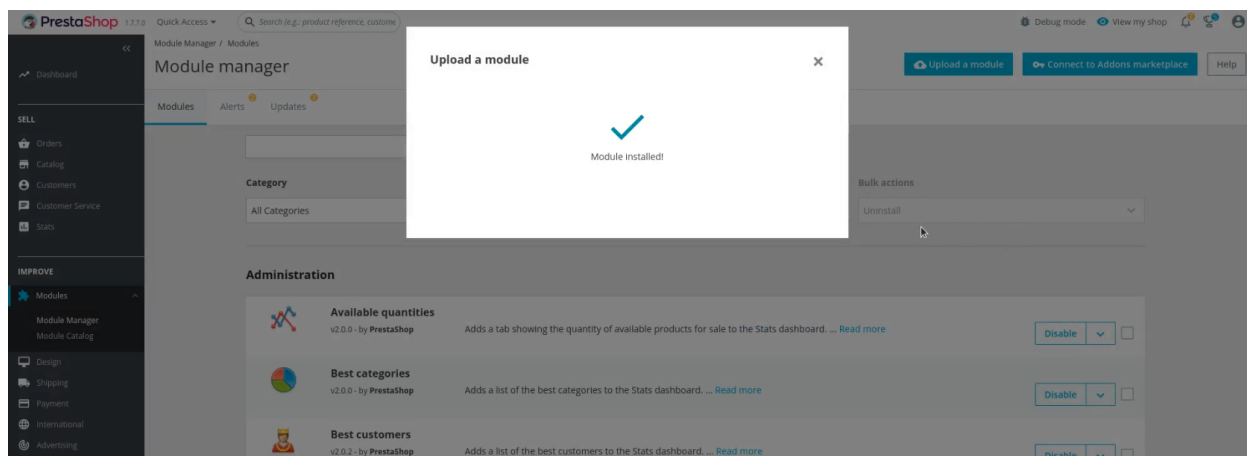 PrestaShop 1.7.7.0 Quick Access Search (e.g.: product reference, custome Debug mode View my shop
Module Manager / Modules
Module manager
Upload a module Connect to Addons marketplace Help
Modules Alerts Updates
Dashboard
SELL
Orders
Catalog
Customers
Customer Service
Stats
IMPROVE
Modules
Module Manager
Module Catalog
Design
Shipping
Payment
International
Advertising
Upload a module
Module installed!
Category
All Categories
Bulk actions
Uninstall
Administration
Available quantities
v2.0.0 - by PrestaShop Adds a tab showing the quantity of available products for sale to the Stats dashboard. ... Read more
Disable
Best categories
v2.0.0 - by PrestaShop Adds a list of the best categories to the Stats dashboard. ... Read more
Disable
Best customers
v2.0.2 - by PrestaShop Adds a list of the best customers to the Stats dashboard. ... Read more
Disable